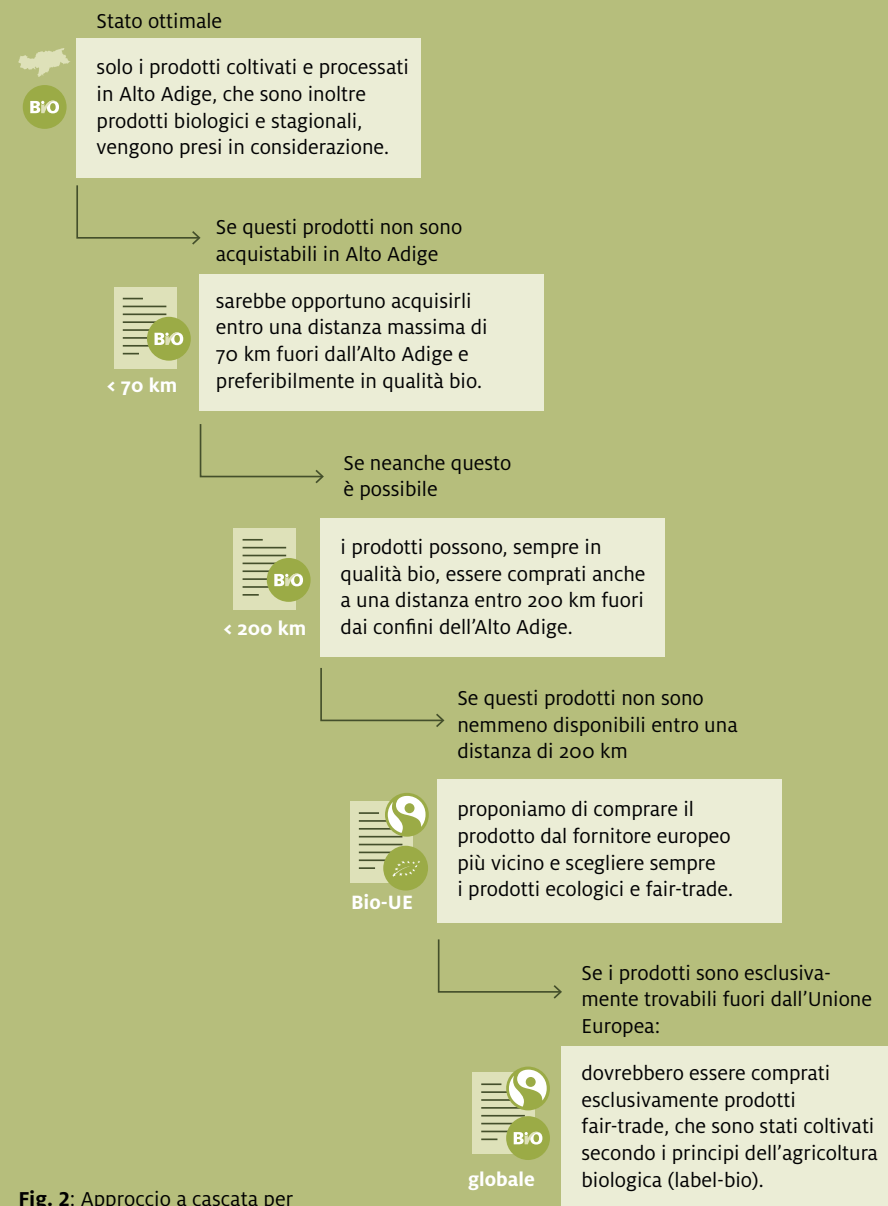 Stato ottimale
BIO
solo i prodotti coltivati e processati
in Alto Adige, che sono inoltre
prodotti biologici e stagionali,
vengono presi in considerazione.
Se questi prodotti non sono
acquistabili in Alto Adige
BIO
< 70 km
sarebbe opportuno acquisirli
entro una distanza massima di
70 km fuori dall'Alto Adige e
preferibilmente in qualità bio.
Se neanche questo
è possibile
BIO
< 200 km
i prodotti possono, sempre in
qualità bio, essere comprati anche
a una distanza entro 200 km fuori
dai confini dell'Alto Adige.
Se questi prodotti non sono
nemmeno disponibili entro una
distanza di 200 km
Bio-UE
proponiamo di comprare il
prodotto dal fornitore europeo
più vicino e scegliere sempre
i prodotti ecologici e fair-trade.
Se i prodotti sono esclusiva-
mente trovabili fuori dall'Unione
Europea:
BIO
globale
dovrebbero essere comprati
esclusivamente prodotti
fair-trade, che sono stati coltivati
secondo i principi dell'agricoltura
biologica (label-bio).
Fig. 2: Approccio a cascata per